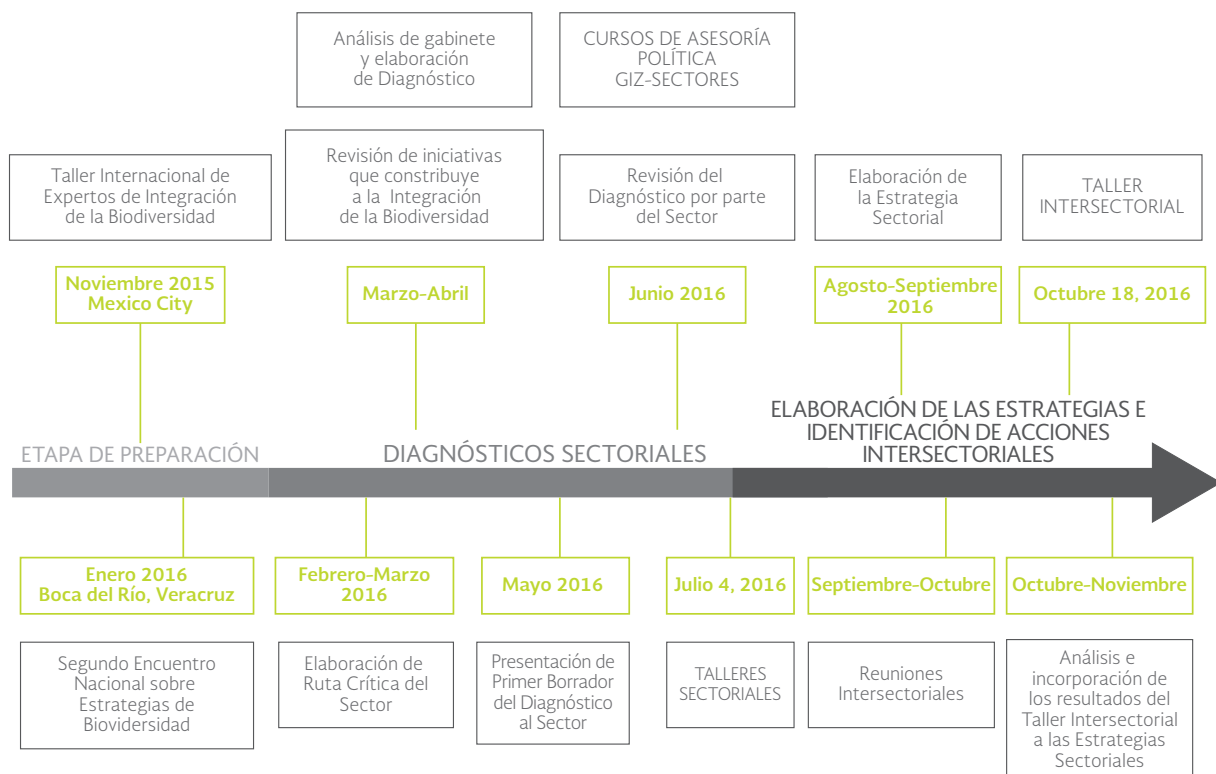 Análisis de gabinete
y elaboración
de Diagnóstico
CURSOS DE ASESORÍA
POLÍTICA
GIZ-SECTORES
Taller Internacional de
Expertos de Integración
de la Biodiversidad
Revisión de iniciativas
que constribuye
a la Integración
de la Biodiversidad
Revisión del
Diagnóstico por parte
del Sector
Elaboración de
la Estrategia
Sectorial
TALLER
INTERSECTORIAL
Noviembre 2015
Mexico City
Marzo-Abril
Junio 2016
Agosto-Septiembre
2016
Octubre 18, 2016
ETAPA DE PREPARACIÓN
DIAGNÓSTICOS SECTORIALES
ELABORACIÓN DE LAS ESTRATEGIAS E
IDENTIFICACIÓN DE ACCIONES
INTERSECTORIALES
Enero 2016
Boca del Río, Veracruz
Febrero-Marzo
2016
Mayo 2016
Julio 4, 2016
Septiembre-Octubre
Octubre-Noviembre
Segundo Encuentro
Nacional sobre
Estrategias de
Biovidersidad
Elaboración de
Ruta Crítica del
Sector
Presentación de
Primer Borrador
del Diagnóstico
al Sector
TALLERES
SECTORIALES
Reuniones
Intersectoriales
Análisis e
incorporación de
los resultados del
Taller Intersectorial
a las Estrategias
Sectoriales